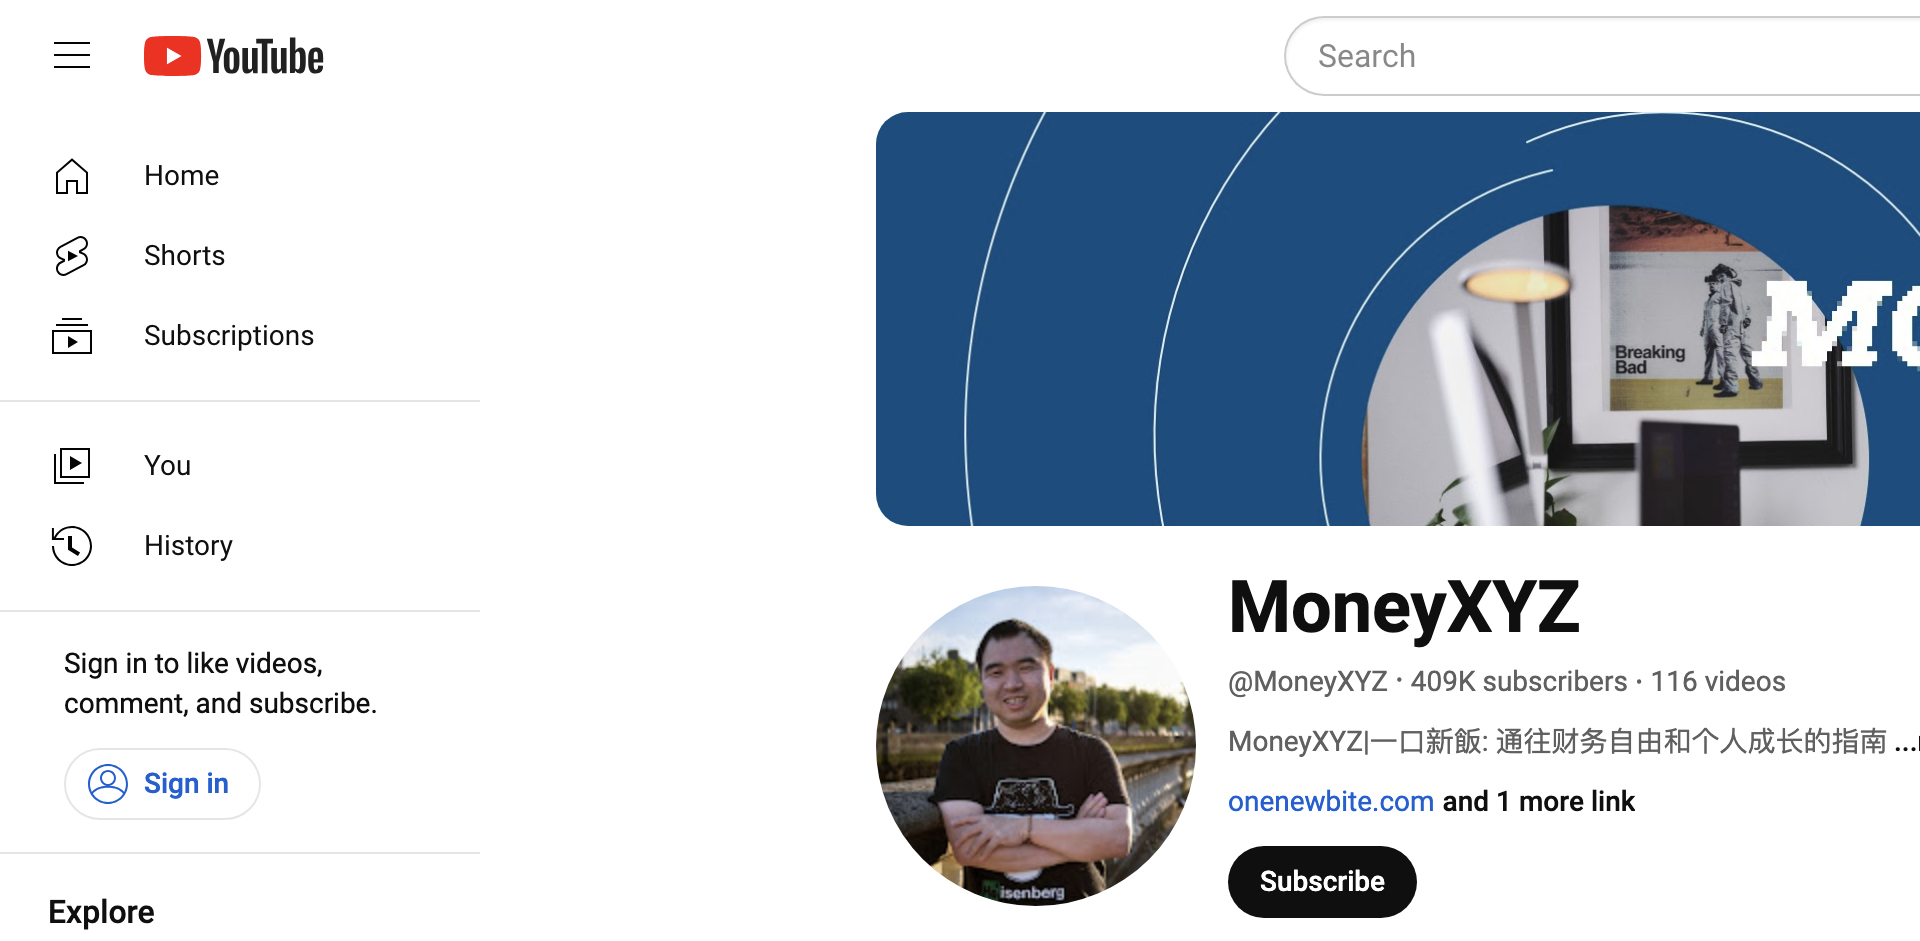 YouTube
Search
Home
Shorts
Subscriptions
You
History
Sign in to like videos,
comment, and subscribe.
Sign in
Explore
Breaking
Bad
MO
MoneyXYZ
@MoneyXYZ · 409K subscribers · 116 videos
MoneyXYZ|一口新飯: 通往财务自由和个人成长的指南 ...
onenewbite.com and 1 more link
Subscribe
isenberg